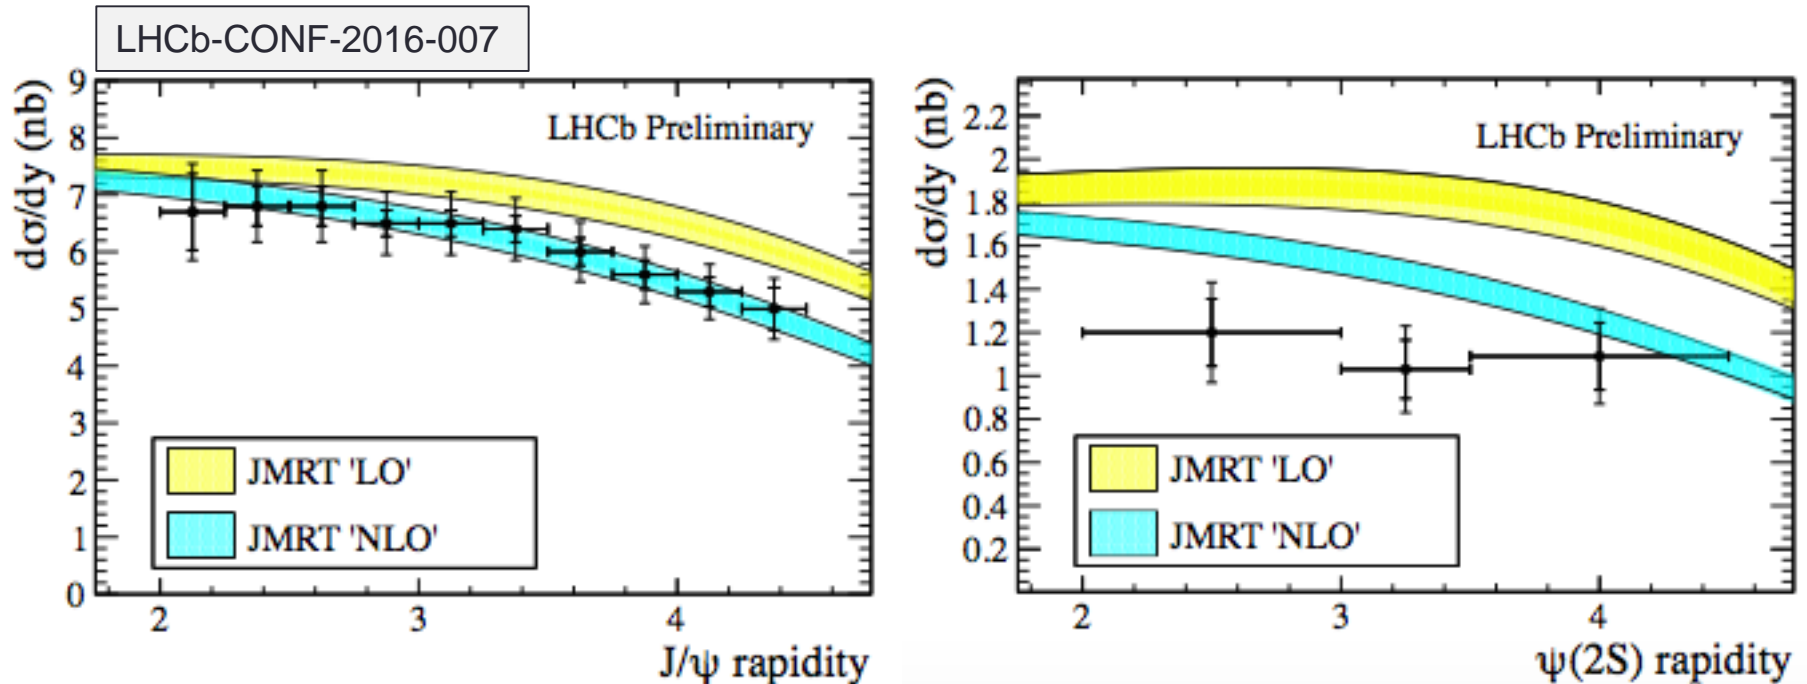 LHCb-CONF-2016-007
dσ/dy (nb)
9
8
7
6
5
4
3
2
1
0
LHCb Preliminary
JMRT 'LO'
JMRT 'NLO'
2 3 4
J/ψ rapidity
dσ/dy (nb)
2.2
2
1.8
1.6
1.4
1.2
1
0.8
0.6
0.4
0.2
LHCb Preliminary
JMRT 'LO'
JMRT 'NLO'
2 3 4
ψ(2S) rapidity